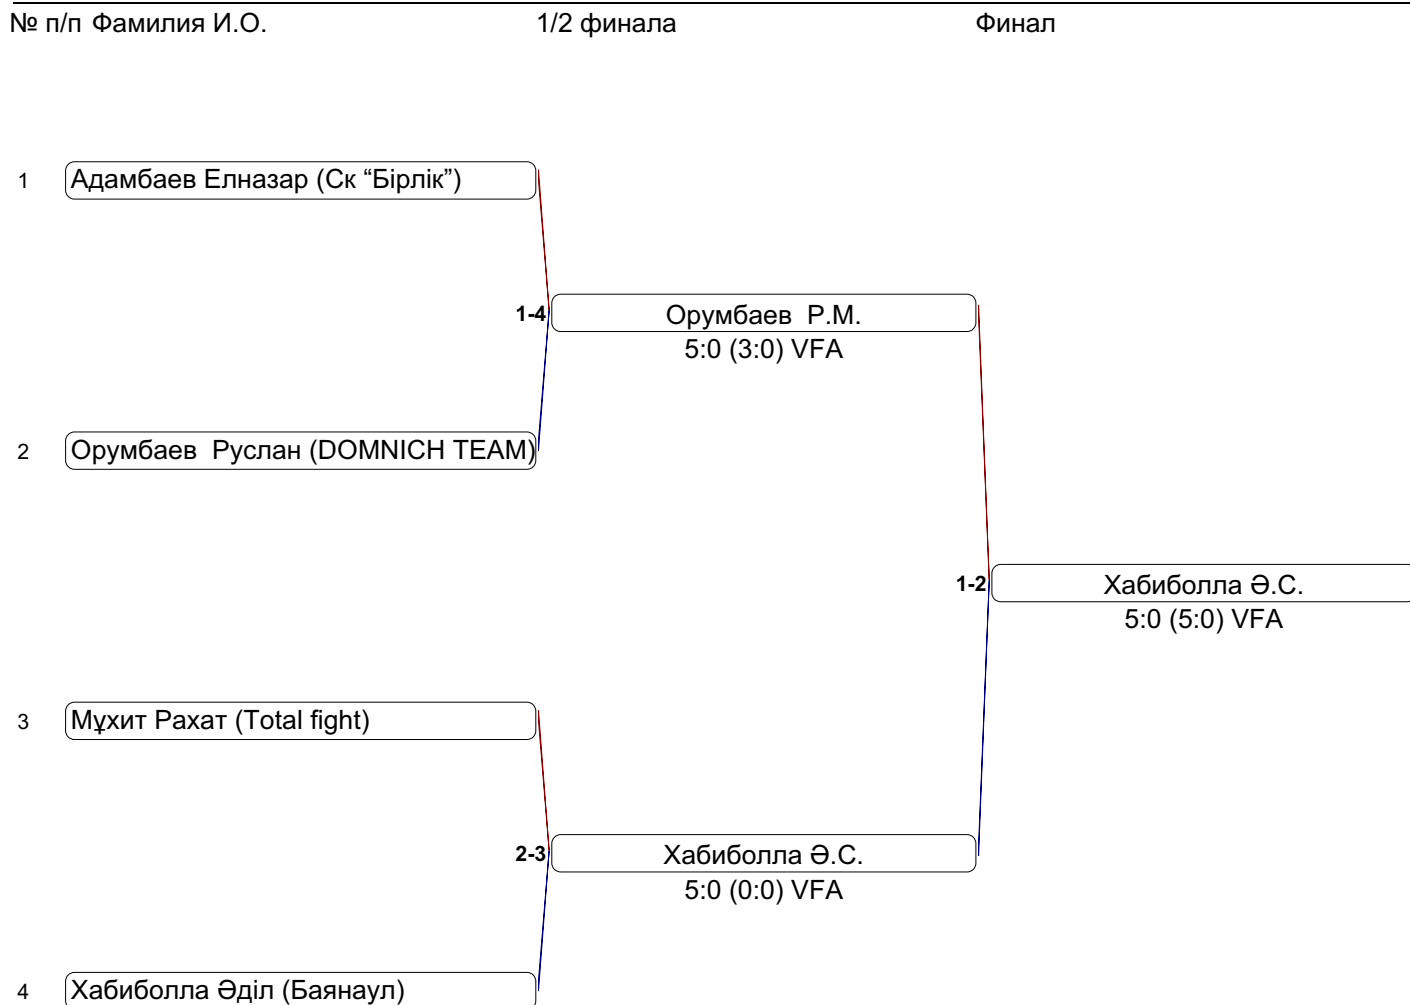 № п/п Фамилия И.О. 1/2 финала Финал
1 Адамбаев Елназар (Ск “Бірлік”)
1-4 Орумбаев Р.М.
5:0 (3:0) VFA
2 Орумбаев Руслан (DOMNICH TEAM)
1-2 Хабиболла Ә.С.
5:0 (5:0) VFA
3 Мұхит Рахат (Total fight)
2-3 Хабиболла Ә.С.
5:0 (0:0) VFA
4 Хабиболла Әділ (Баянаул)